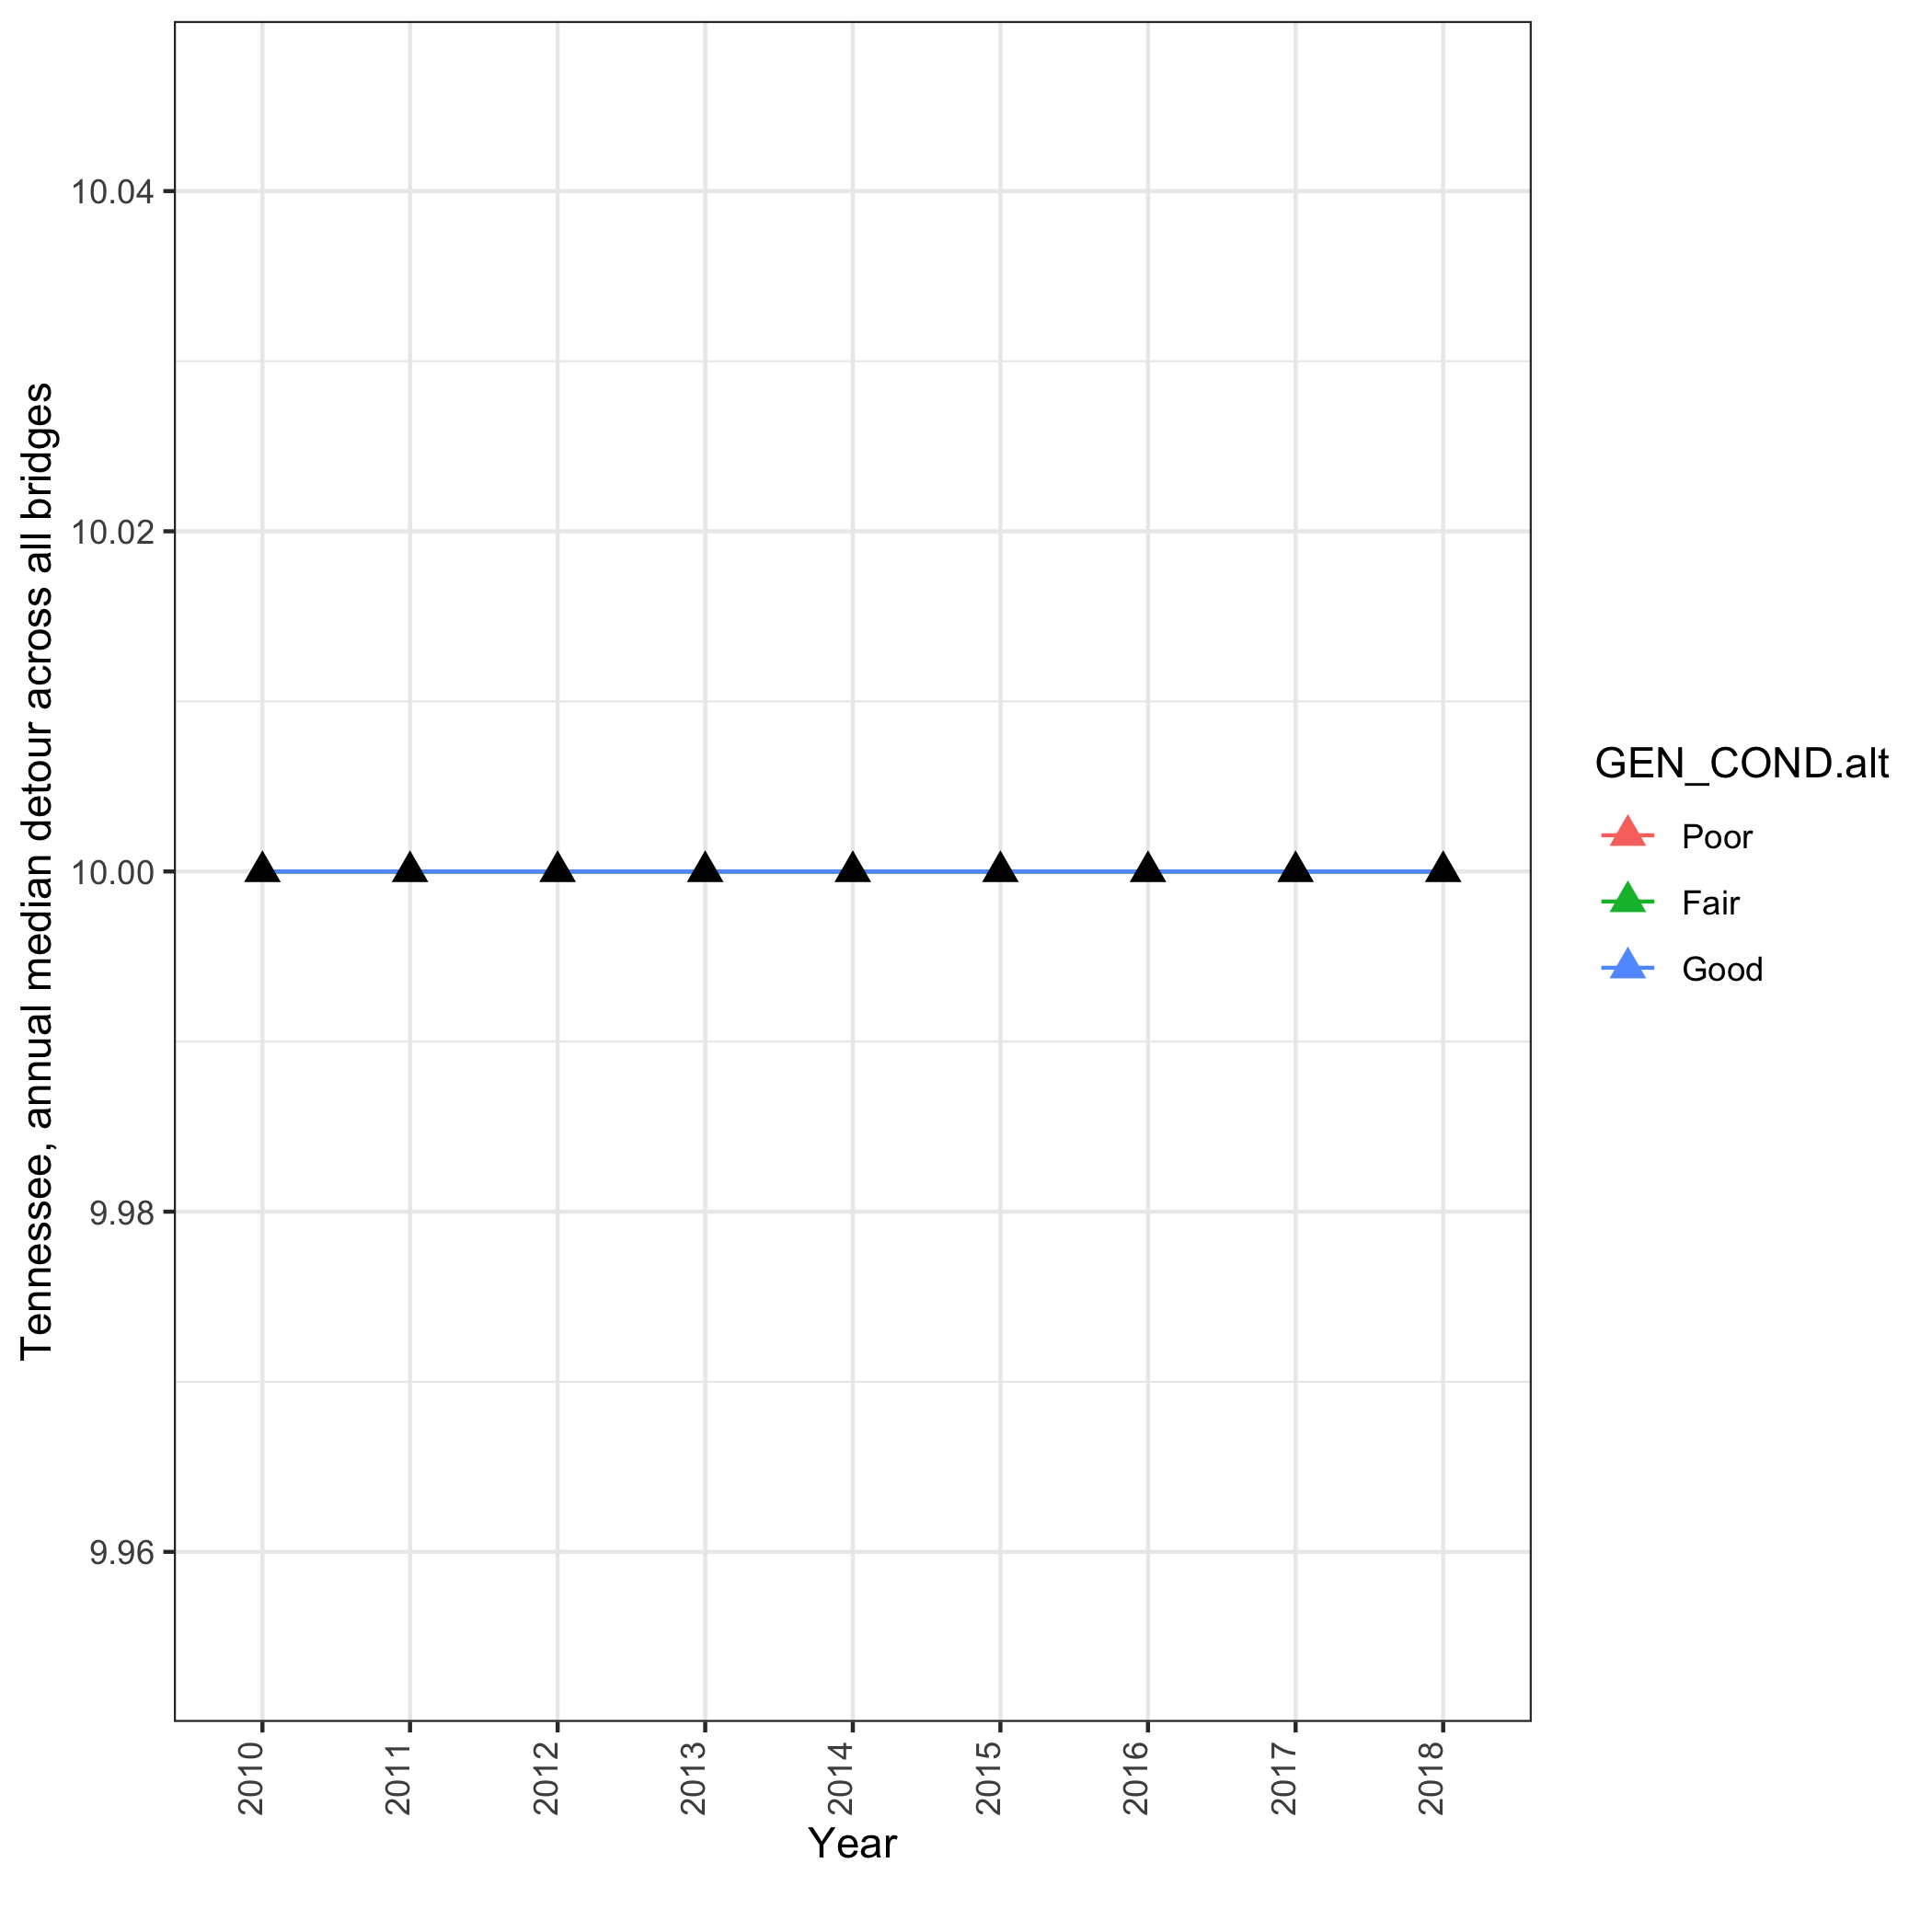 Tennessee, annual median detour across all bridges
10.04
10.02
10.00
9.98
9.96
2010
2011
2012
2013
2014
2015
2016
2017
2018
Year
GEN_COND.alt
Poor
Fair
Good